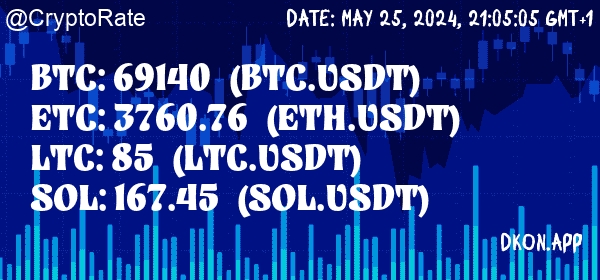 @CryptoRate
DATE: MAY 25, 2024, 21:05:05 GMT+1
BTC: 69140 (BTC.USDT)
ETC: 3760.76 (ETH.USDT)
LTC: 85 (LTC.USDT)
SOL: 167.45 (SOL.USDT)
DKON.APP